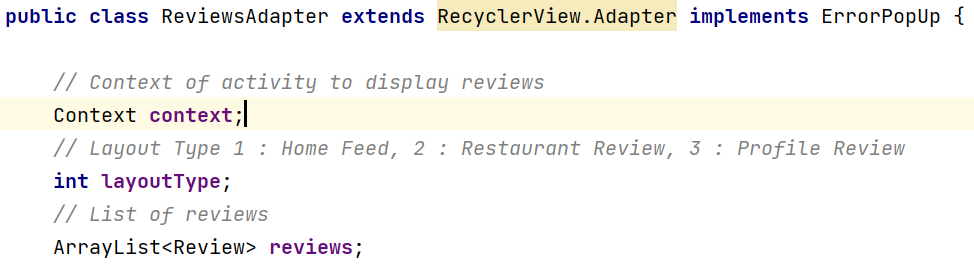 public class ReviewsAdapter extends RecyclerView.Adapter implements ErrorPopUp {
// Context of activity to display reviews
Context context;
// Layout Type 1 : Home Feed, 2 : Restaurant Review, 3 : Profile Review
int layoutType;
// List of reviews
ArrayList<Review> reviews;